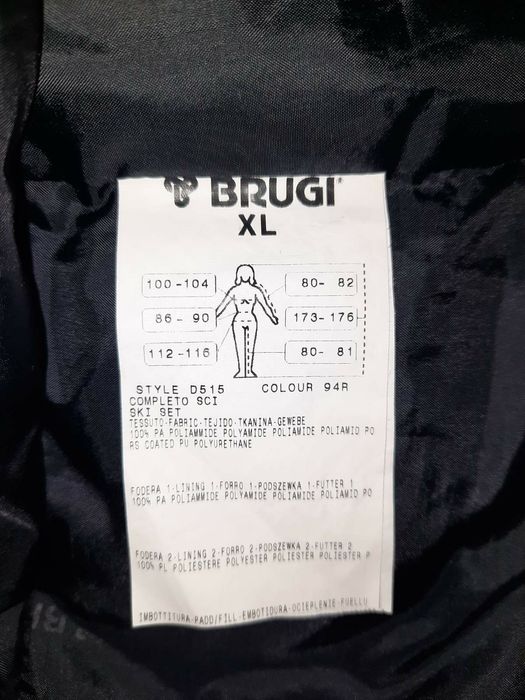 BRUGI®
XL
100-104 80- 82
86- 90 173-176
112-116 80- 81
STYLE D515 COLOUR 94R
COMPLETO SCI
SKI SET
TESSUTO-FABRIC-TEJIDO-TKANINA-GEWEBE
100% PA POLIAMMIDE POLYAMIDE POLIAMIDE POLIAMID PO
RS COATED PU POLYURETHANE
FODERA 1-LINING 1-FORRO 1-PODSZEWKA 1-FUTTER 1
100% PA POLIAMMIDE POLYAMIDE POLIAMIDE POLIAMID PO
FODERA 2-LINING 2-FORRO 2-PODSZEWKA 2-FUTTER 2
100% PL POLIESTERE POLYESTER POLIESTER POLIESTER P
IMBOTTITURA-PADD/FILL-EMBOTIDURA-OCIEPLENIE-FUELLU